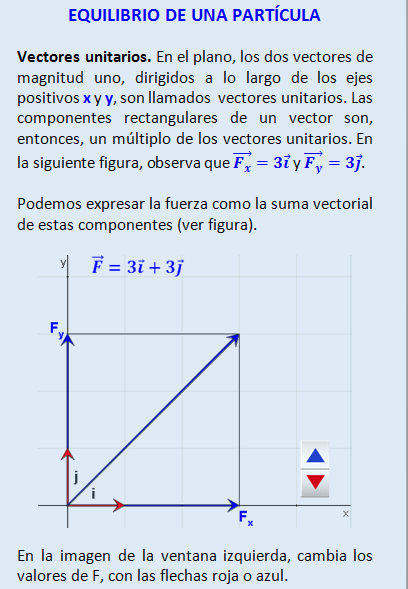 EQUILIBRIO DE UNA PARTÍCULA
Vectores unitarios. En el plano, los dos vectores de
magnitud uno, dirigidos a lo largo de los ejes
positivos x y y, son llamados vectores unitarios. Las
componentes rectangulares de un vector son,
entonces, un múltiplo de los vectores unitarios. En
la siguiente figura, observa que $\overrightarrow{F_x} = 3\vec{\imath}$ y $\overrightarrow{F_y} = 3\vec{\jmath}$.
Podemos expresar la fuerza como la suma vectorial
de estas componentes (ver figura).
y
$\vec{F} = 3\vec{\imath} + 3\vec{\jmath}$
F_y
j
i
F_x
x
En la imagen de la ventana izquierda, cambia los
valores de F, con las flechas roja o azul.